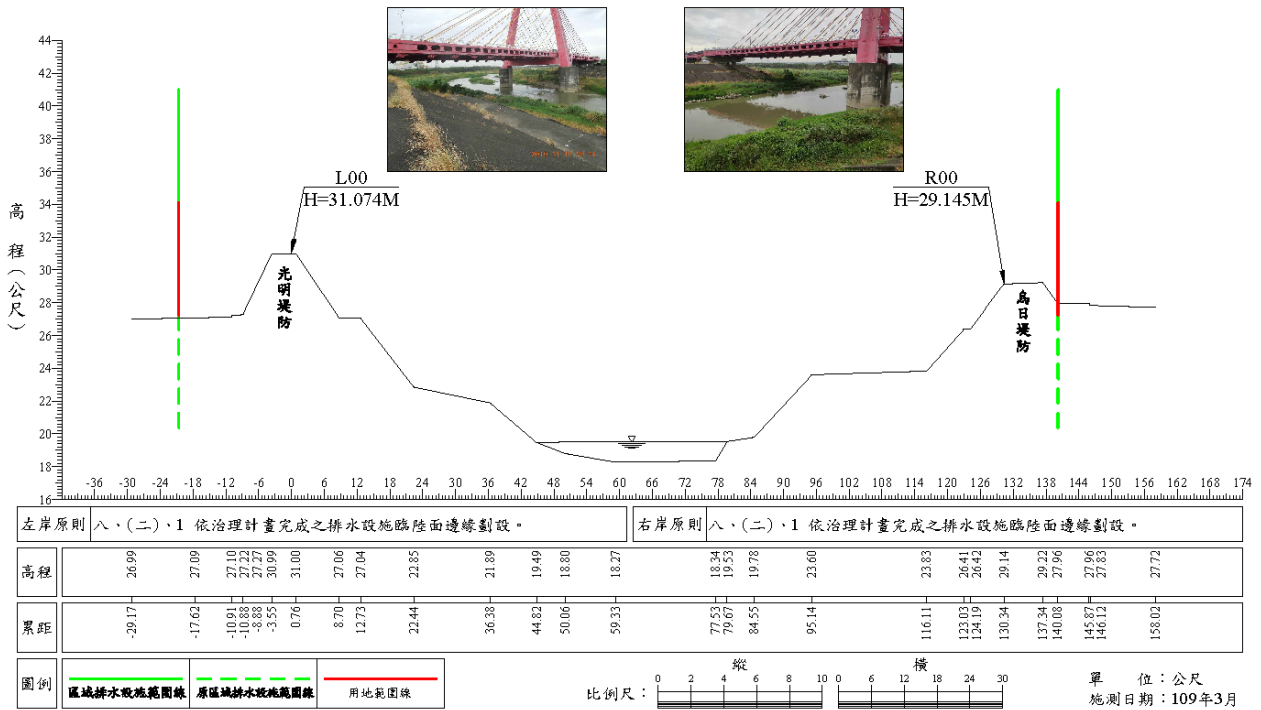 44
42
40
38
36
34
32
30
28
26
24
22
20
18
16
高程(公尺)
L00
H=31.074M
R00
H=29.145M
光明堤防
烏日堤防
-36 -30 -24 -18 -12 -6 0 6 12 18 24 30 36 42 48 54 60 66 72 78 84 90 96 102 108 114 120 126 132 138 144 150 156 162 168 174
左岸原則 八、(二)、1 依治理計畫完成之排水設施臨陸面邊緣劃設。
右岸原則 八、(二)、1 依治理計畫完成之排水設施臨陸面邊緣劃設。
高程 26.99 27.09 27.10 27.22 27.27 30.99 31.00 27.06 27.04 22.85 21.89 19.49 18.80 18.27 18.34 19.53 19.78 23.60 23.83 26.41 26.42 29.14 29.22 27.96 27.96 27.83 27.72
累距 -29.17 -17.62 -10.91 -10.88 -8.88 -3.55 0.76 8.70 12.73 22.44 36.38 44.82 50.06 59.33 77.53 79.67 84.55 95.14 116.11 123.03 124.19 130.34 137.34 140.08 145.87 146.12 158.02
圖例 區域排水設施範圍線 原區域排水設施範圍線 用地範圍線
比例尺：
縱
0 2 4 6 8 10
橫
0 6 12 18 24 30
單 位：公尺
施測日期：109年3月